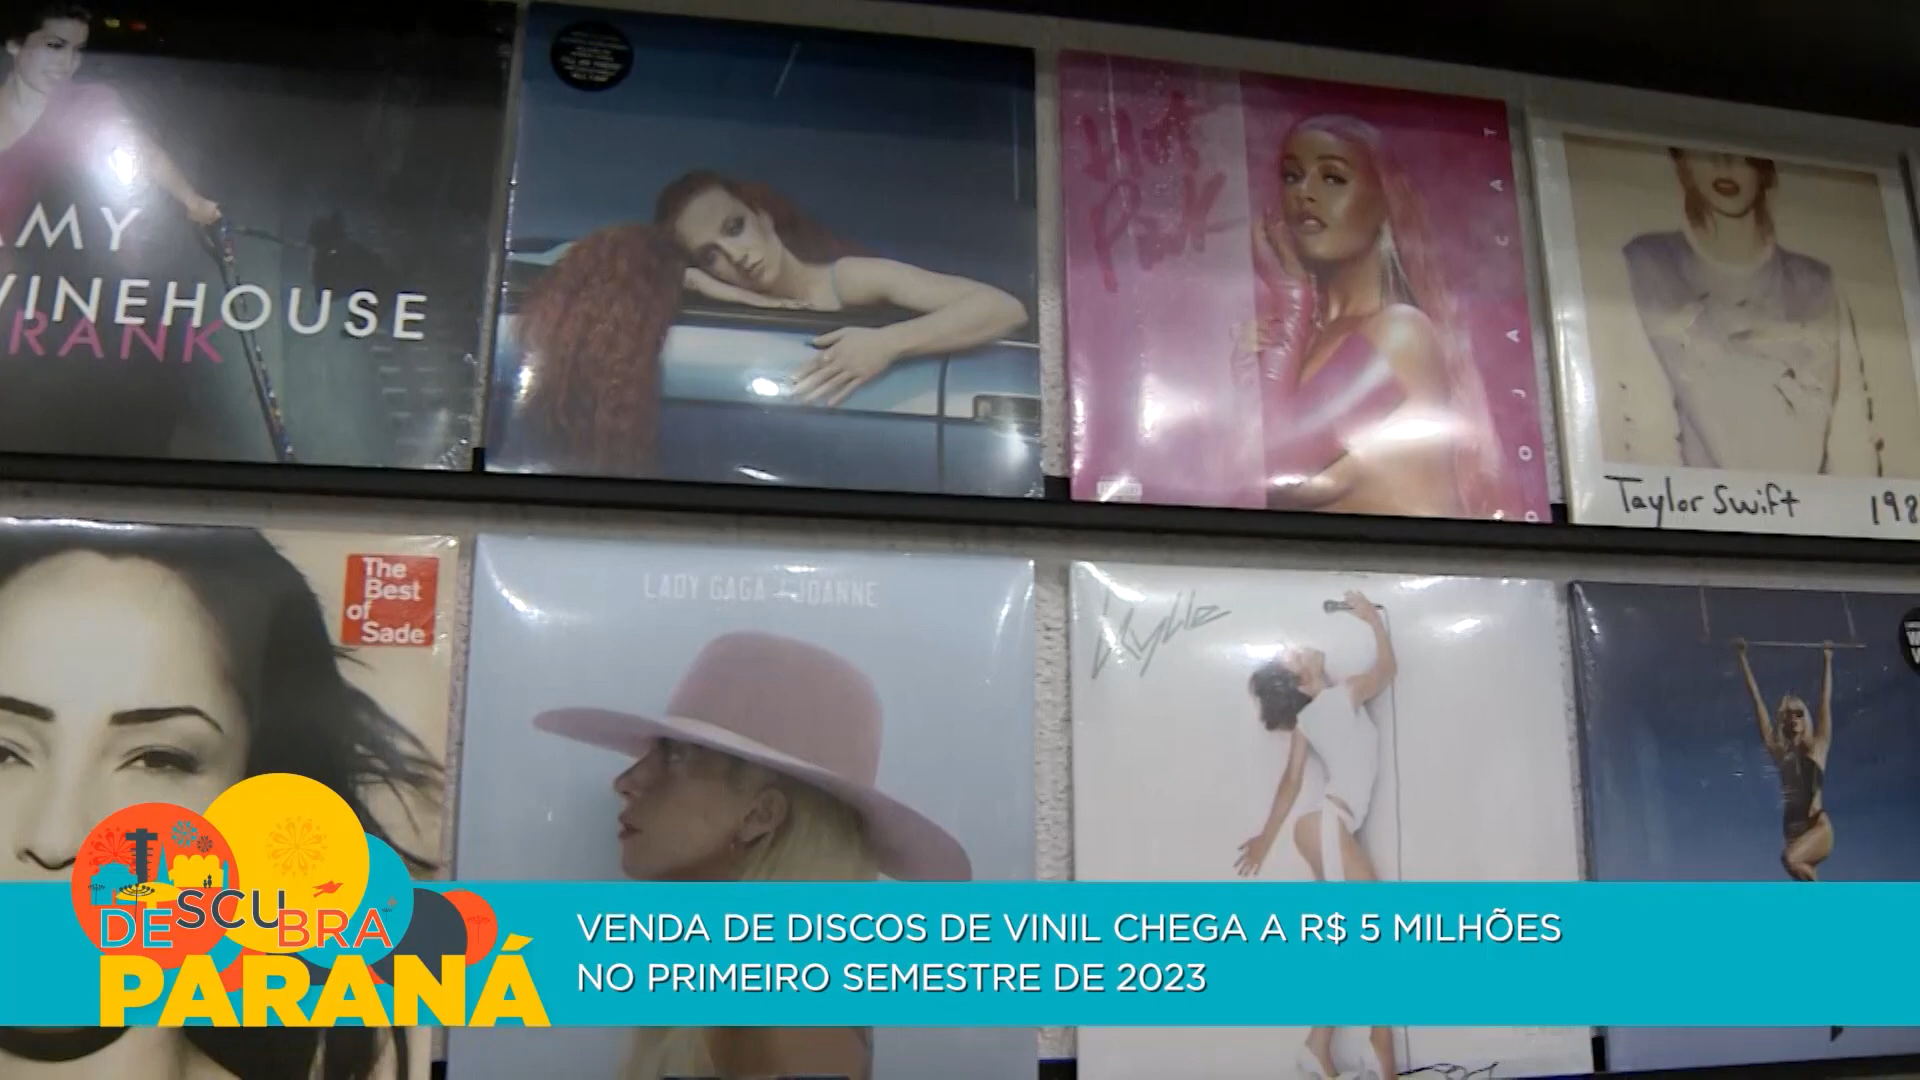 AMY
WINEHOUSE
RANK
Hot
Pink
DOJA CAT
Taylor Swift 198
The
Best
of
Sade
LADY GAGA + JOANNE
Kylie
DESCUBRA
PARANÁ
VENDA DE DISCOS DE VINIL CHEGA A R$ 5 MILHÕES
NO PRIMEIRO SEMESTRE DE 2023